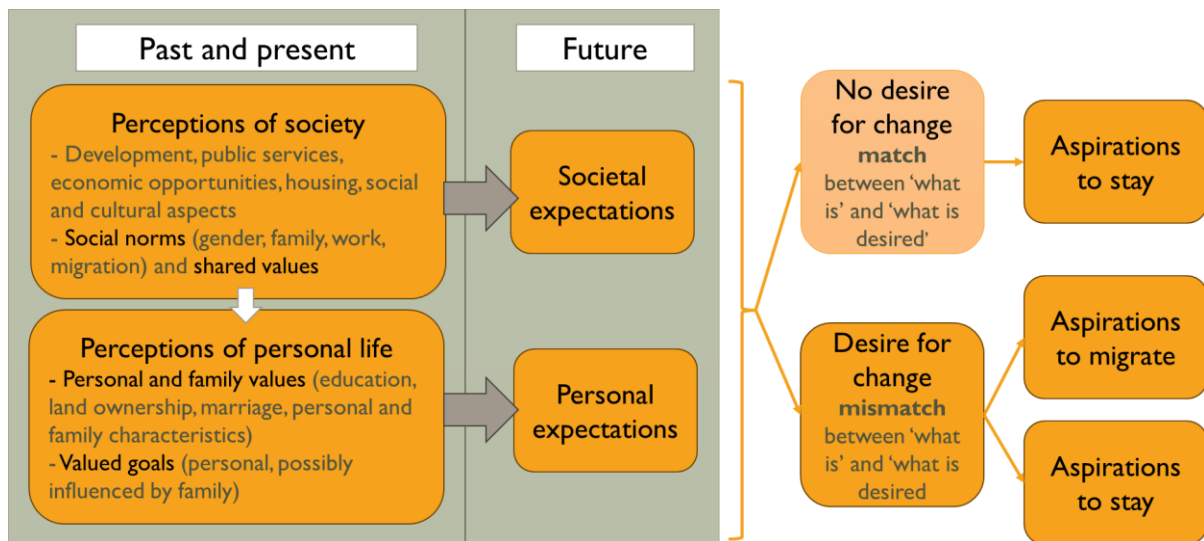 Past and present
Future
Perceptions of society
- Development, public services,
economic opportunities, housing, social
and cultural aspects
- Social norms (gender, family, work,
migration) and shared values
Societal
expectations
Perceptions of personal life
- Personal and family values (education,
land ownership, marriage, personal and
family characteristics)
- Valued goals (personal, possibly
influenced by family)
Personal
expectations
No desire
for change
match
between ‘what
is’ and ‘what is
desired’
Aspirations
to stay
Desire for
change
mismatch
between ‘what
is’ and ‘what is
desired
Aspirations
to migrate
Aspirations
to stay